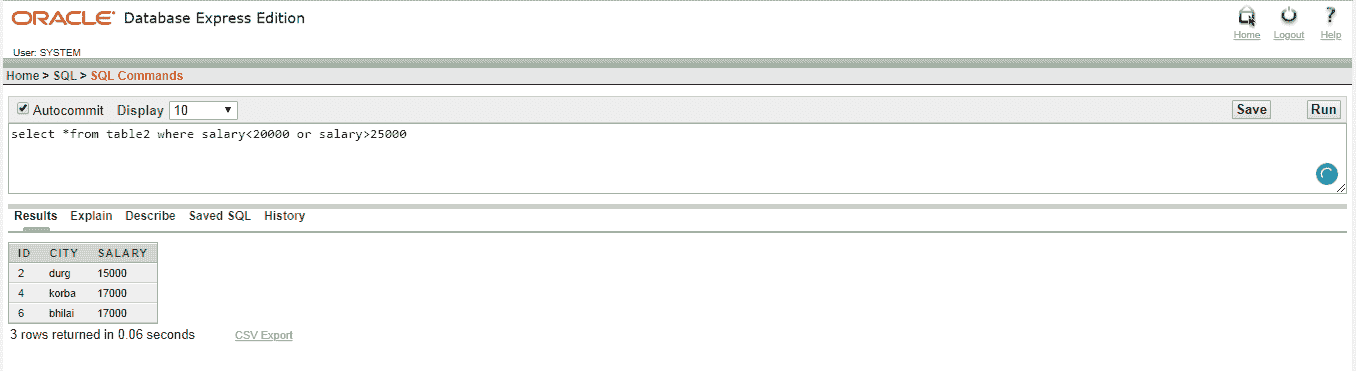 ORACLE Database Express Edition
Home Logout Help
User: SYSTEM
Home > SQL > SQL Commands
Autocommit Display 10 Save Run
select *from table2 where salary<20000 or salary>25000
Results Explain Describe Saved SQL History
ID CITY SALARY
2 durg 15000
4 korba 17000
6 bhilai 17000
3 rows returned in 0.06 seconds CSV Export